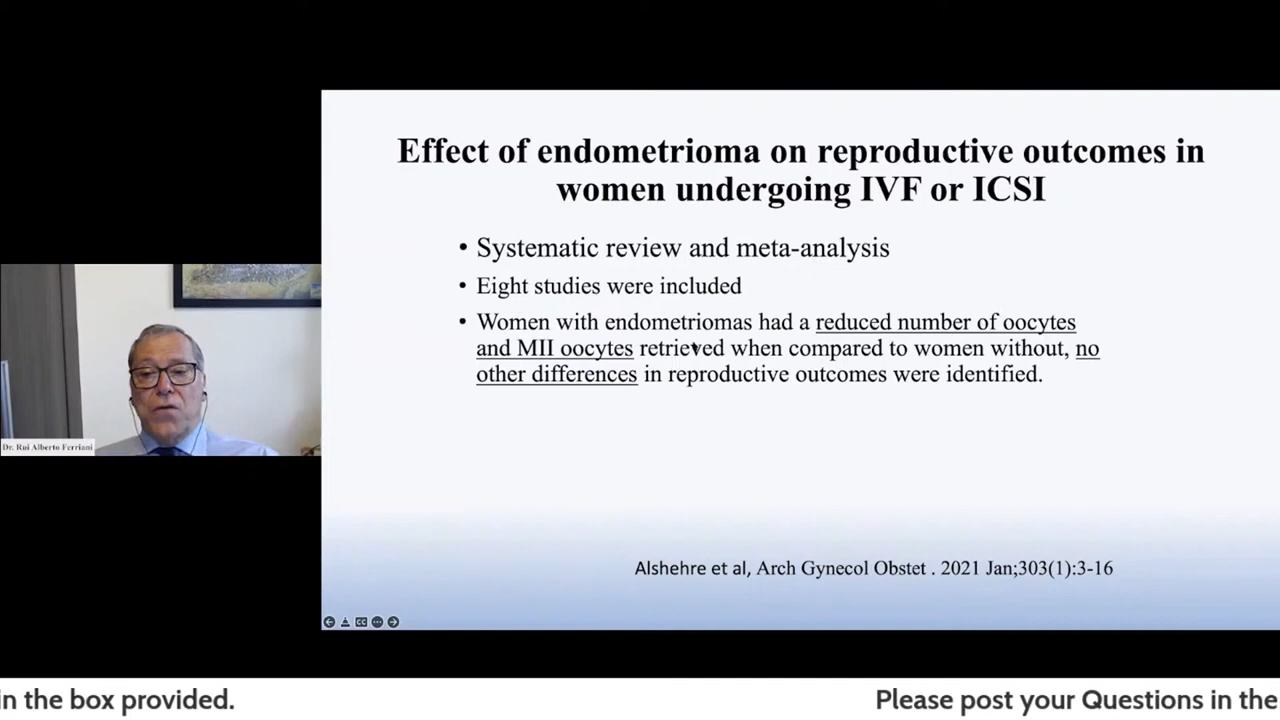 Effect of endometrioma on reproductive outcomes in
women undergoing IVF or ICSI
• Systematic review and meta-analysis
• Eight studies were included
• Women with endometriomas had a reduced number of oocytes
and MII oocytes retrieved when compared to women without, no
other differences in reproductive outcomes were identified.
Alshehre et al, Arch Gynecol Obstet . 2021 Jan;303(1):3-16
Dr. Rui Alberto Ferriani
in the box provided.
Please post your Questions in the